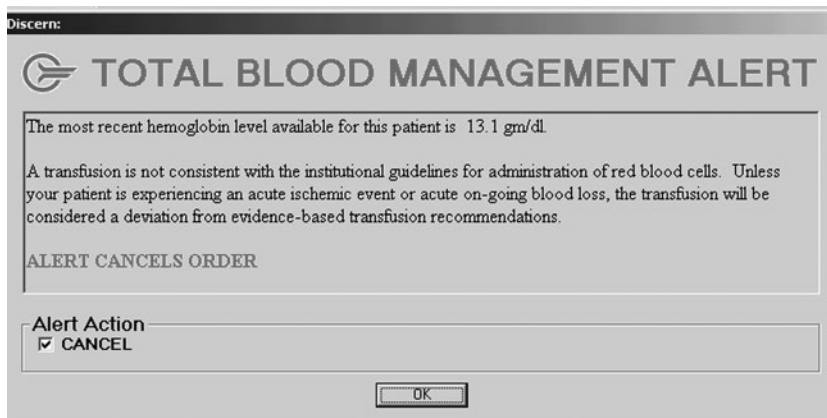 Discern:
TOTAL BLOOD MANAGEMENT ALERT
The most recent hemoglobin level available for this patient is  13.1 gm/dl.
A transfusion is not consistent with the institutional guidelines for administration of red blood cells.  Unless
your patient is experiencing an acute ischemic event or acute on-going blood loss, the transfusion will be
considered a deviation from evidence-based transfusion recommendations.
ALERT CANCELS ORDER
Alert Action
CANCEL
OK